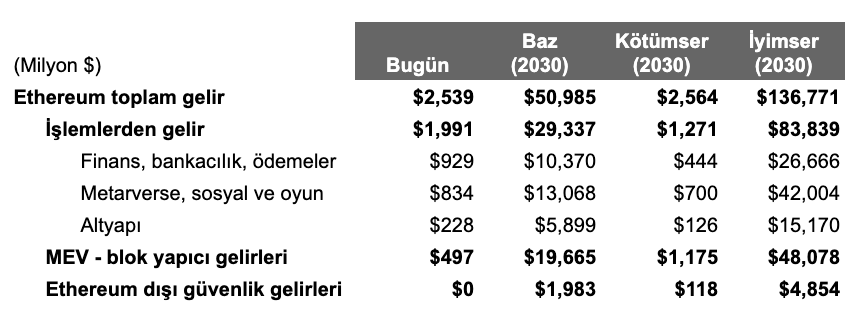 Baz Kötümser İyimser
(Milyon $) Bugün (2030) (2030) (2030)
Ethereum toplam gelir $2,539 $50,985 $2,564 $136,771
İşlemlerden gelir $1,991 $29,337 $1,271 $83,839
Finans, bankacılık, ödemeler $929 $10,370 $444 $26,666
Metarverse, sosyal ve oyun $834 $13,068 $700 $42,004
Altyapı $228 $5,899 $126 $15,170
MEV - blok yapıcı gelirleri $497 $19,665 $1,175 $48,078
Ethereum dışı güvenlik gelirleri $0 $1,983 $118 $4,854